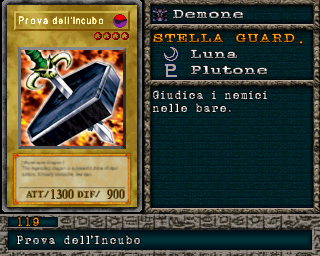 Prova dell'Incubo
ATT/1300 DIF/ 900
Demone
STELLA GUARD.
Luna
Plutone
Giudica i nemici
nelle bare.
119
Prova dell'Incubo